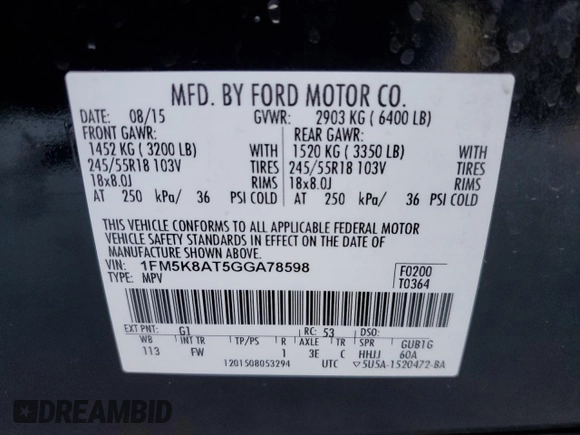 MFD. BY FORD MOTOR CO.
DATE: 08/15 GVWR: 2903 KG ( 6400 LB)
FRONT GAWR: REAR GAWR:
1452 KG ( 3200 LB) WITH 1520 KG ( 3350 LB) WITH
245/55R18 103V TIRES 245/55R18 103V TIRES
18x8.0J RIMS 18x8.0J RIMS
AT 250 kPa/ 36 PSI COLD AT 250 kPa/ 36 PSI COLD
THIS VEHICLE CONFORMS TO ALL APPLICABLE FEDERAL MOTOR
VEHICLE SAFETY STANDARDS IN EFFECT ON THE DATE OF
MANUFACTURE SHOWN ABOVE.
VIN: 1FM5K8AT5GGA78598 F0200
TYPE: MPV T0364
EXT PNT: G1 RC: 53 DSO:
WB INT TR TP/PS R AXLE TR SPR GUB1G
113 FW 1 3E C HHJJ 60A
1201508053294 UTC ▽5U5A-1520472-BA
DREAMBID